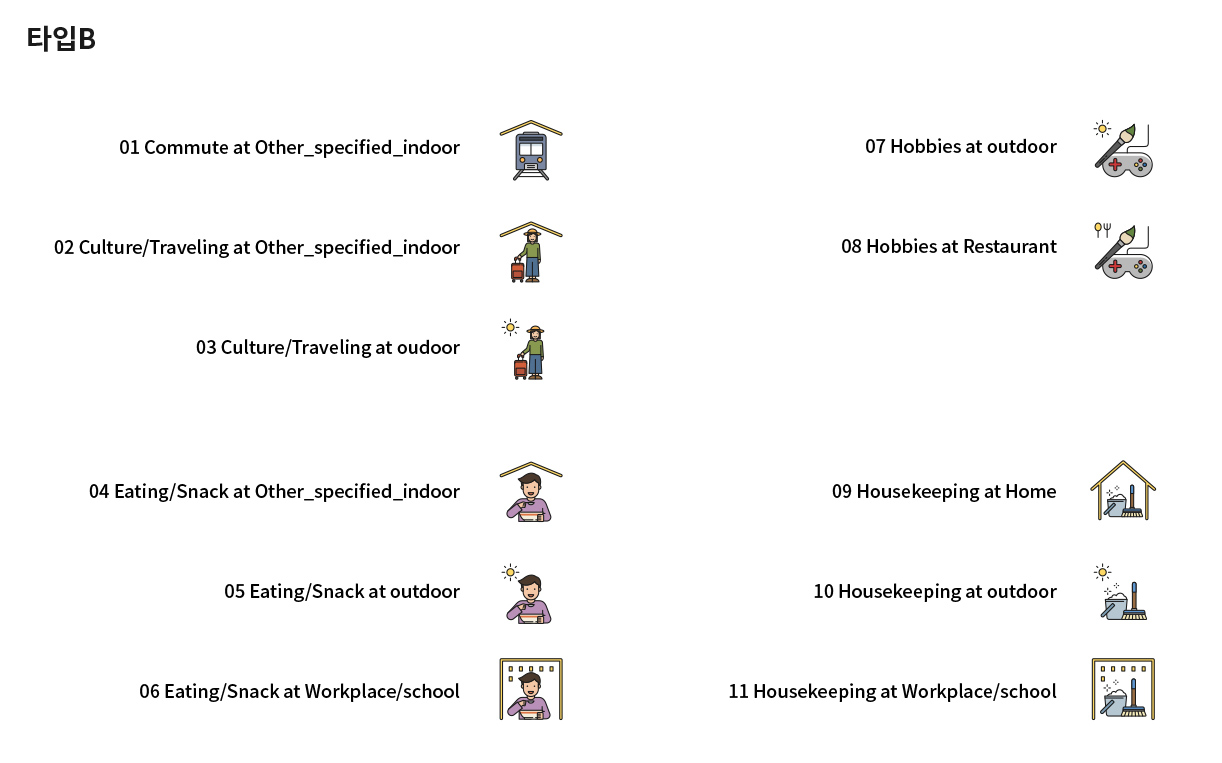 타입B
01 Commute at Other_specified_indoor
02 Culture/Traveling at Other_specified_indoor
03 Culture/Traveling at oudoor
04 Eating/Snack at Other_specified_indoor
05 Eating/Snack at outdoor
06 Eating/Snack at Workplace/school
07 Hobbies at outdoor
08 Hobbies at Restaurant
09 Housekeeping at Home
10 Housekeeping at outdoor
11 Housekeeping at Workplace/school